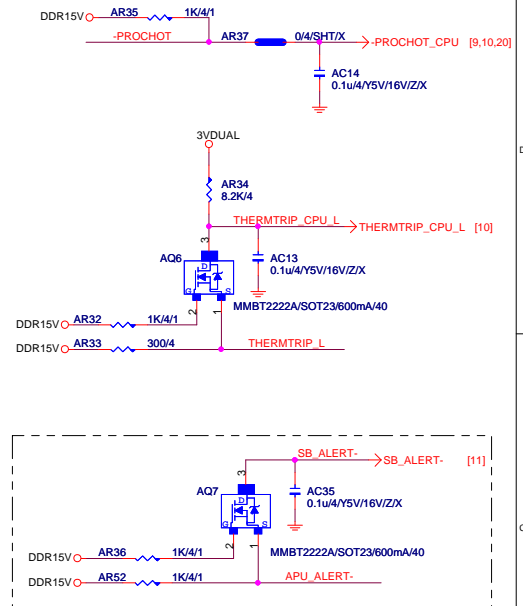 DDR15V AR35 1K/4/1
-PROCHOT AR37 0/4/SHT/X -PROCHOT_CPU [9,10,20]
AC14
0.1u/4/Y5V/16V/Z/X
3VDUAL
AR34
8.2K/4
THERMTRIP_CPU_L THERMTRIP_CPU_L [10]
3
AQ6 AC13
D 0.1u/4/Y5V/16V/Z/X
G S
2 1 MMBT2222A/SOT23/600mA/40
DDR15V AR32 1K/4/1
DDR15V AR33 300/4 THERMTRIP_L
SB_ALERT- SB_ALERT- [11]
3
AQ7 AC35
D 0.1u/4/Y5V/16V/Z/X
G S
2 1 MMBT2222A/SOT23/600mA/40
DDR15V AR36 1K/4/1
DDR15V AR52 1K/4/1 APU_ALERT-